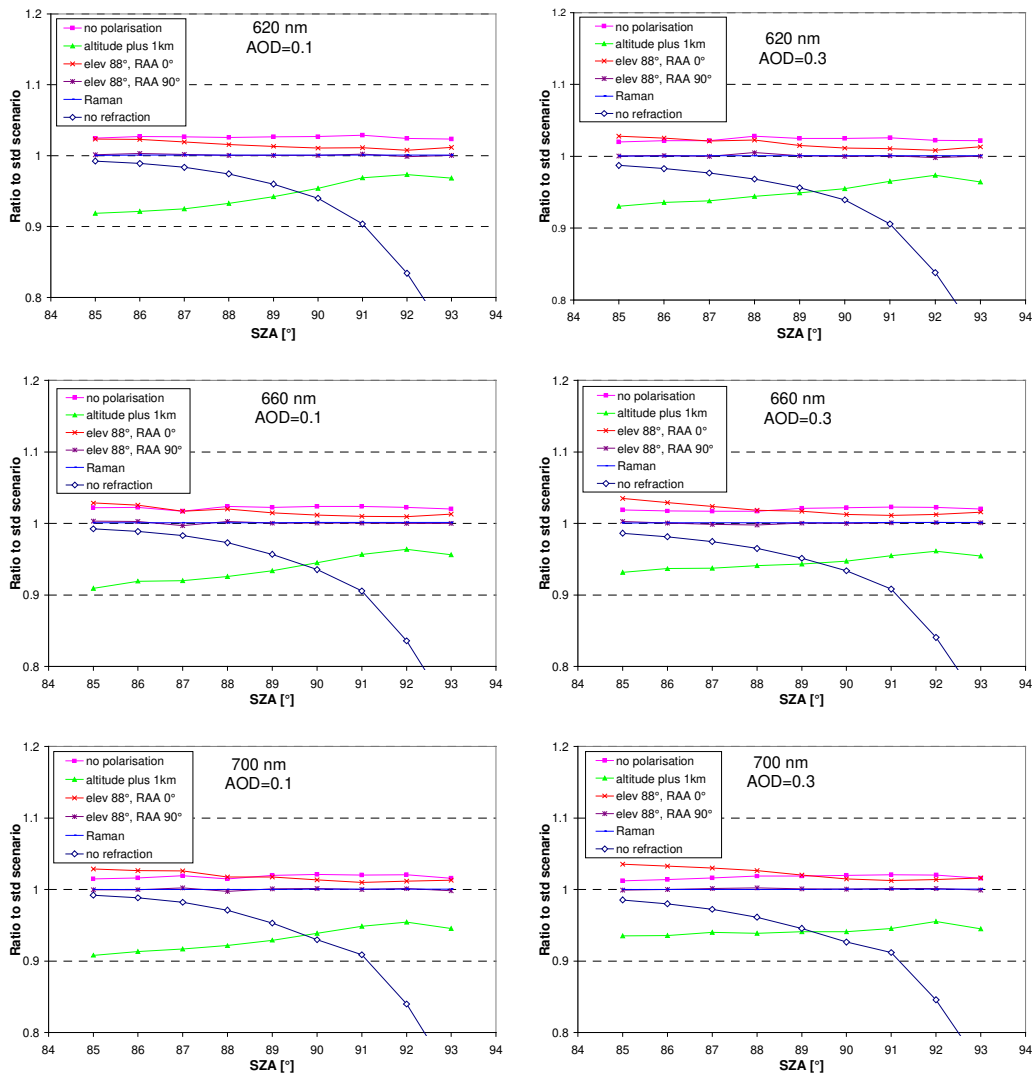 620 nm
AOD=0.1
no polarisation
altitude plus 1km
elev 88°, RAA 0°
elev 88°, RAA 90°
Raman
no refraction
Ratio to std scenario
1.2
1.1
1
0.9
0.8
84 85 86 87 88 89 90 91 92 93 94
SZA [°]
620 nm
AOD=0.3
no polarisation
altitude plus 1km
elev 88°, RAA 0°
elev 88°, RAA 90°
Raman
no refraction
Ratio to std scenario
1.2
1.1
1
0.9
0.8
84 85 86 87 88 89 90 91 92 93 94
SZA [°]
660 nm
AOD=0.1
no polarisation
altitude plus 1km
elev 88°, RAA 0°
elev 88°, RAA 90°
Raman
no refraction
Ratio to std scenario
1.2
1.1
1
0.9
0.8
84 85 86 87 88 89 90 91 92 93 94
SZA [°]
660 nm
AOD=0.3
no polarisation
altitude plus 1km
elev 88°, RAA 0°
elev 88°, RAA 90°
Raman
no refraction
Ratio to std scenario
1.2
1.1
1
0.9
0.8
84 85 86 87 88 89 90 91 92 93 94
SZA [°]
700 nm
AOD=0.1
no polarisation
altitude plus 1km
elev 88°, RAA 0°
elev 88°, RAA 90°
Raman
no refraction
Ratio to std scenario
1.2
1.1
1
0.9
0.8
84 85 86 87 88 89 90 91 92 93 94
SZA [°]
700 nm
AOD=0.3
no polarisation
altitude plus 1km
elev 88°, RAA 0°
elev 88°, RAA 90°
Raman
no refraction
Ratio to std scenario
1.2
1.1
1
0.9
0.8
84 85 86 87 88 89 90 91 92 93 94
SZA [°]